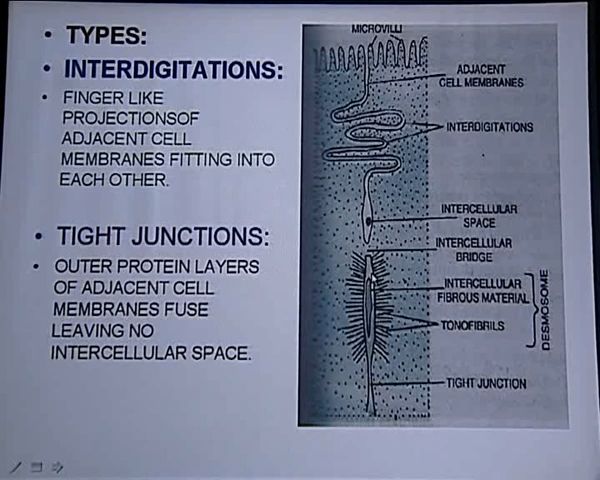 • TYPES:
• INTERDIGITATIONS:
• FINGER LIKE
PROJECTIONSOF
ADJACENT CELL
MEMBRANES FITTING INTO
EACH OTHER.
• TIGHT JUNCTIONS:
• OUTER PROTEIN LAYERS
OF ADJACENT CELL
MEMBRANES FUSE
LEAVING NO
INTERCELLULAR SPACE.
MICROVILLI
ADJACENT
CELL MEMBRANES
INTERDIGITATIONS
INTERCELLULAR
SPACE
INTERCELLULAR
BRIDGE
INTERCELLULAR
FIBROUS MATERIAL
TONOFIBRILS
DESMOSOME
TIGHT JUNCTION